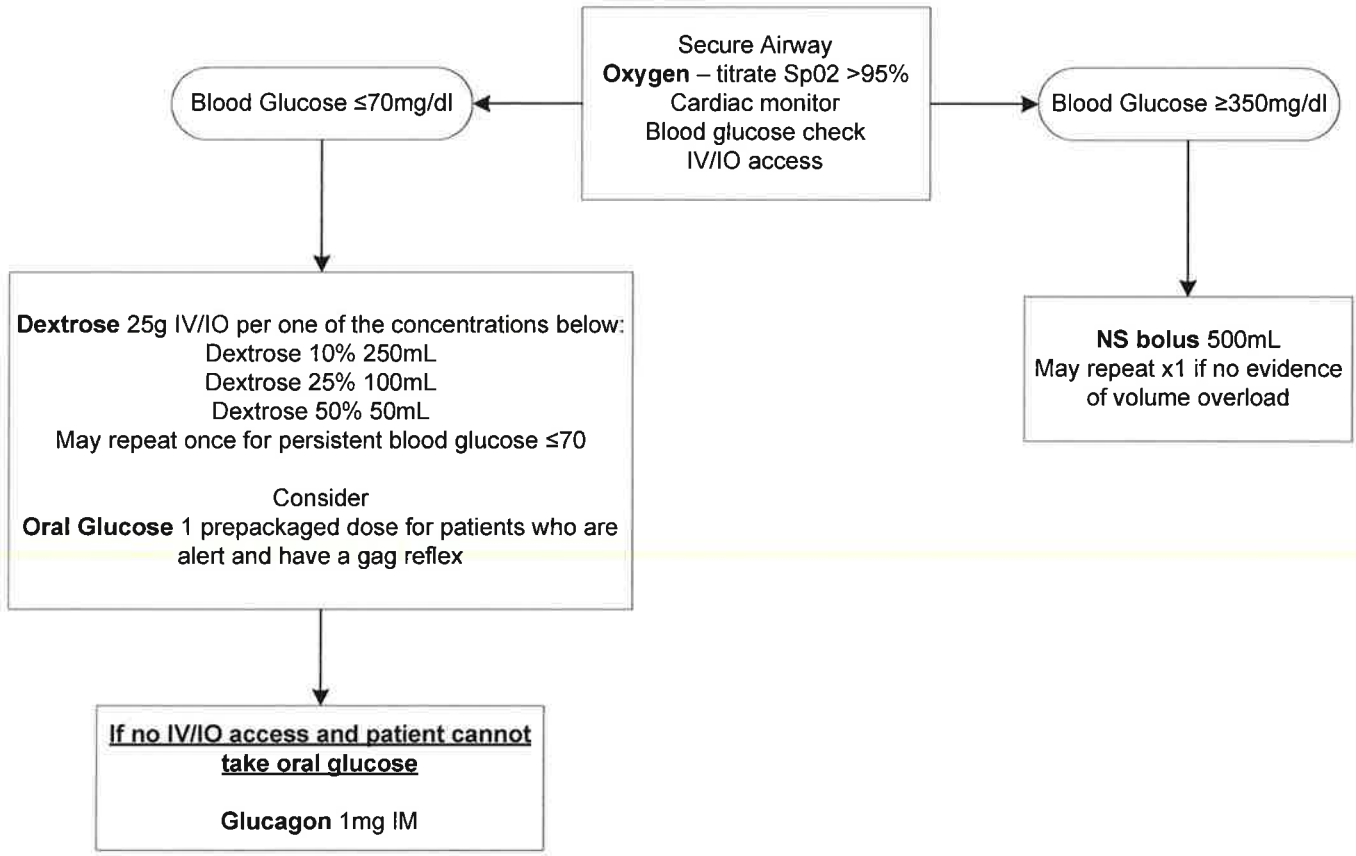 Secure Airway
Oxygen – titrate Sp02 >95%
Cardiac monitor
Blood glucose check
IV/IO access
Blood Glucose ≤70mg/dl
Blood Glucose ≥350mg/dl
Dextrose 25g IV/IO per one of the concentrations below:
Dextrose 10% 250mL
Dextrose 25% 100mL
Dextrose 50% 50mL
May repeat once for persistent blood glucose ≤70
Consider
Oral Glucose 1 prepackaged dose for patients who are
alert and have a gag reflex
NS bolus 500mL
May repeat x1 if no evidence
of volume overload
If no IV/IO access and patient cannot
take oral glucose
Glucagon 1mg IM